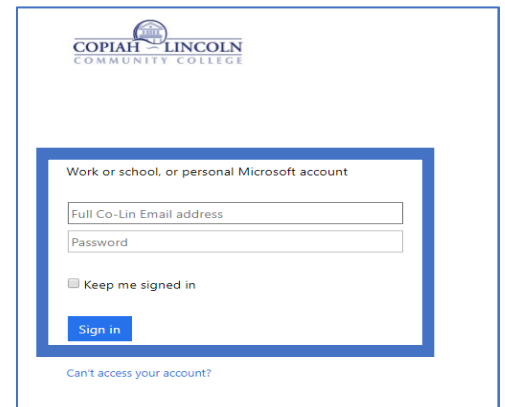 COPIAH LINCOLN
COMMUNITY COLLEGE
Work or school, or personal Microsoft account
Full Co-Lin Email address
Password
Keep me signed in
Sign in
Can't access your account?